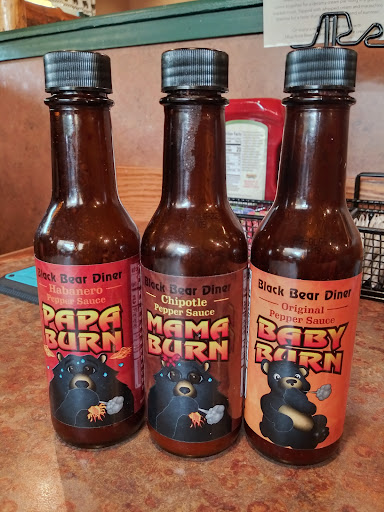 Black Bear Diner
Habanero
Pepper Sauce
PAPA
BURN
Black Bear Diner
Chipotle
Pepper Sauce
MAMA
BURN
Black Bear Diner
Original
Pepper Sauce
BABY
BURN